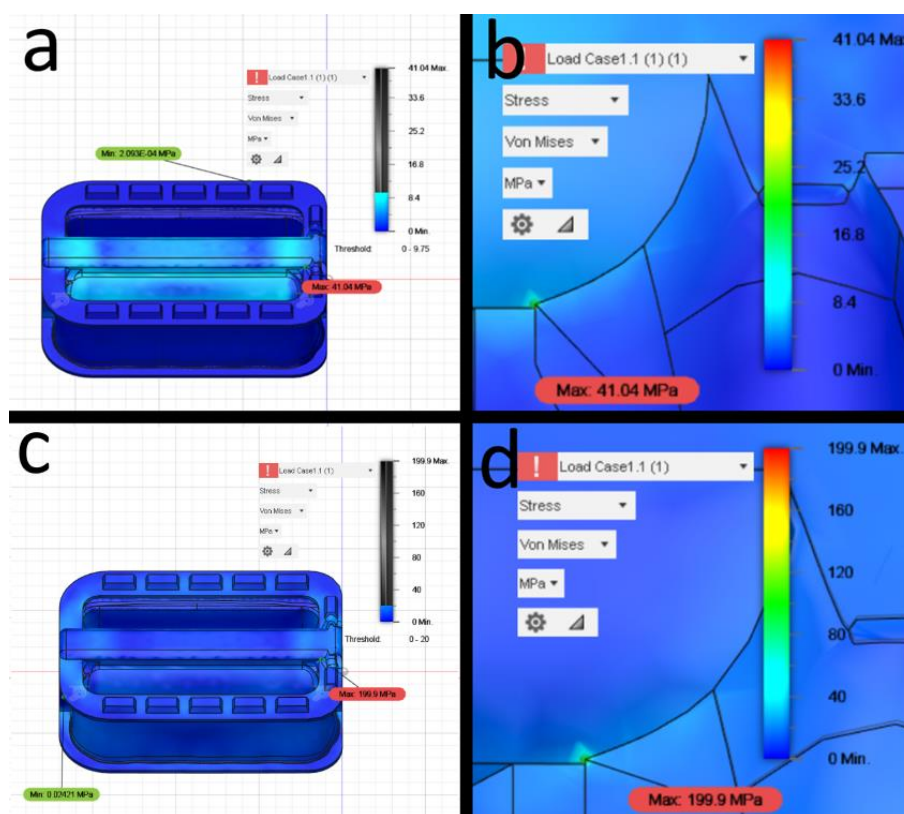 a
Load Case1.1 (1) (1)
Stress
Von Mises
MPa
41.04 Max.
33.6
25.2
16.8
8.4
0 Min.
Threshold: 0 - 9.75
Min: 2.093E-04 MPa
Max: 41.04 MPa
b
Load Case1.1 (1) (1)
Stress
Von Mises
MPa
41.04 Max
33.6
25.2
16.8
8.4
0 Min.
Max: 41.04 MPa
c
Load Case1.1 (1)
Stress
Von Mises
MPa
199.9 Max.
160
120
80
40
0 Min.
Threshold: 0 - 20
Max: 199.9 MPa
Min: 0.02421 MPa
d
Load Case1.1 (1)
Stress
Von Mises
MPa
199.9 Max.
160
120
80
40
0 Min.
Max: 199.9 MPa